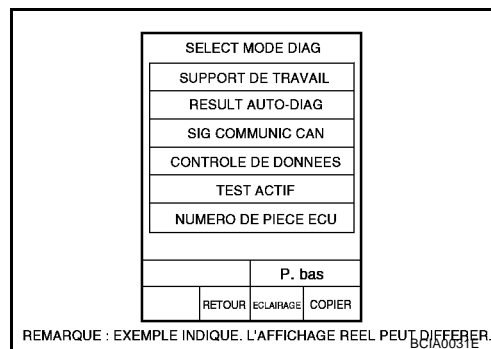 SELECT MODE DIAG
SUPPORT DE TRAVAIL
RESULT AUTO-DIAG
SIG COMMUNIC CAN
CONTROLE DE DONNEES
TEST ACTIF
NUMERO DE PIECE ECU
P. bas
RETOUR ECLAIRAGE COPIER
REMARQUE : EXEMPLE INDIQUE. L'AFFICHAGE REEL PEUT DIFFERER.
BCIA0031E